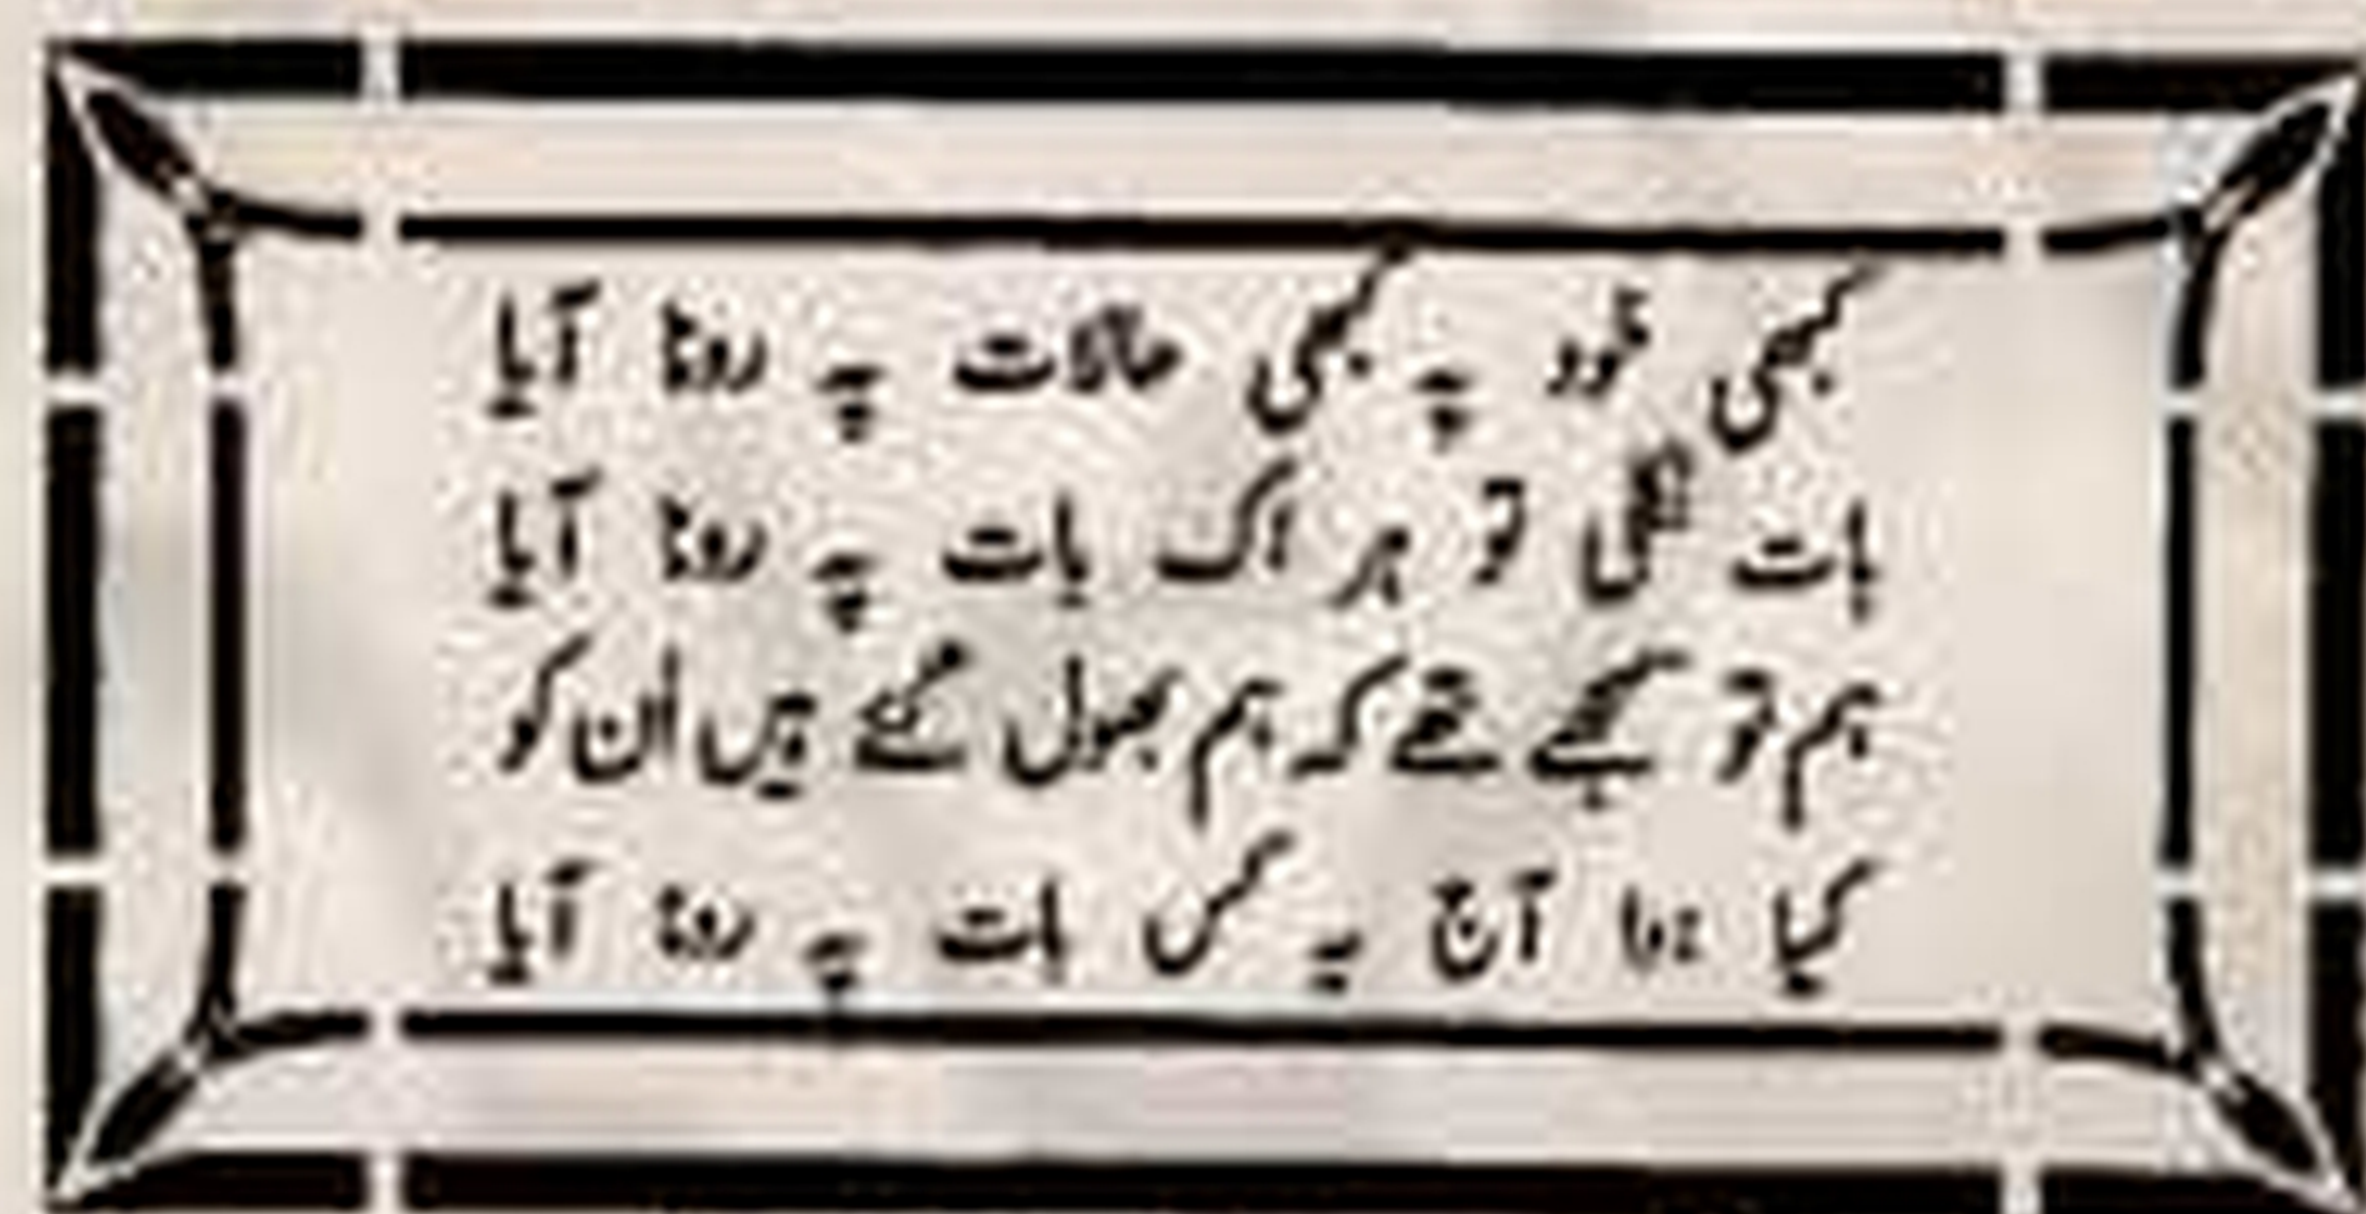 کبھی خود پہ کبھی حالات پہ رونا آیا
بات نکلی تو ہر اک بات پہ رونا آیا
ہم تو سمجھے تھے کہ ہم بھول گئے ہیں اُن کو
کیا ہوا آج یہ کس بات پہ رونا آیا